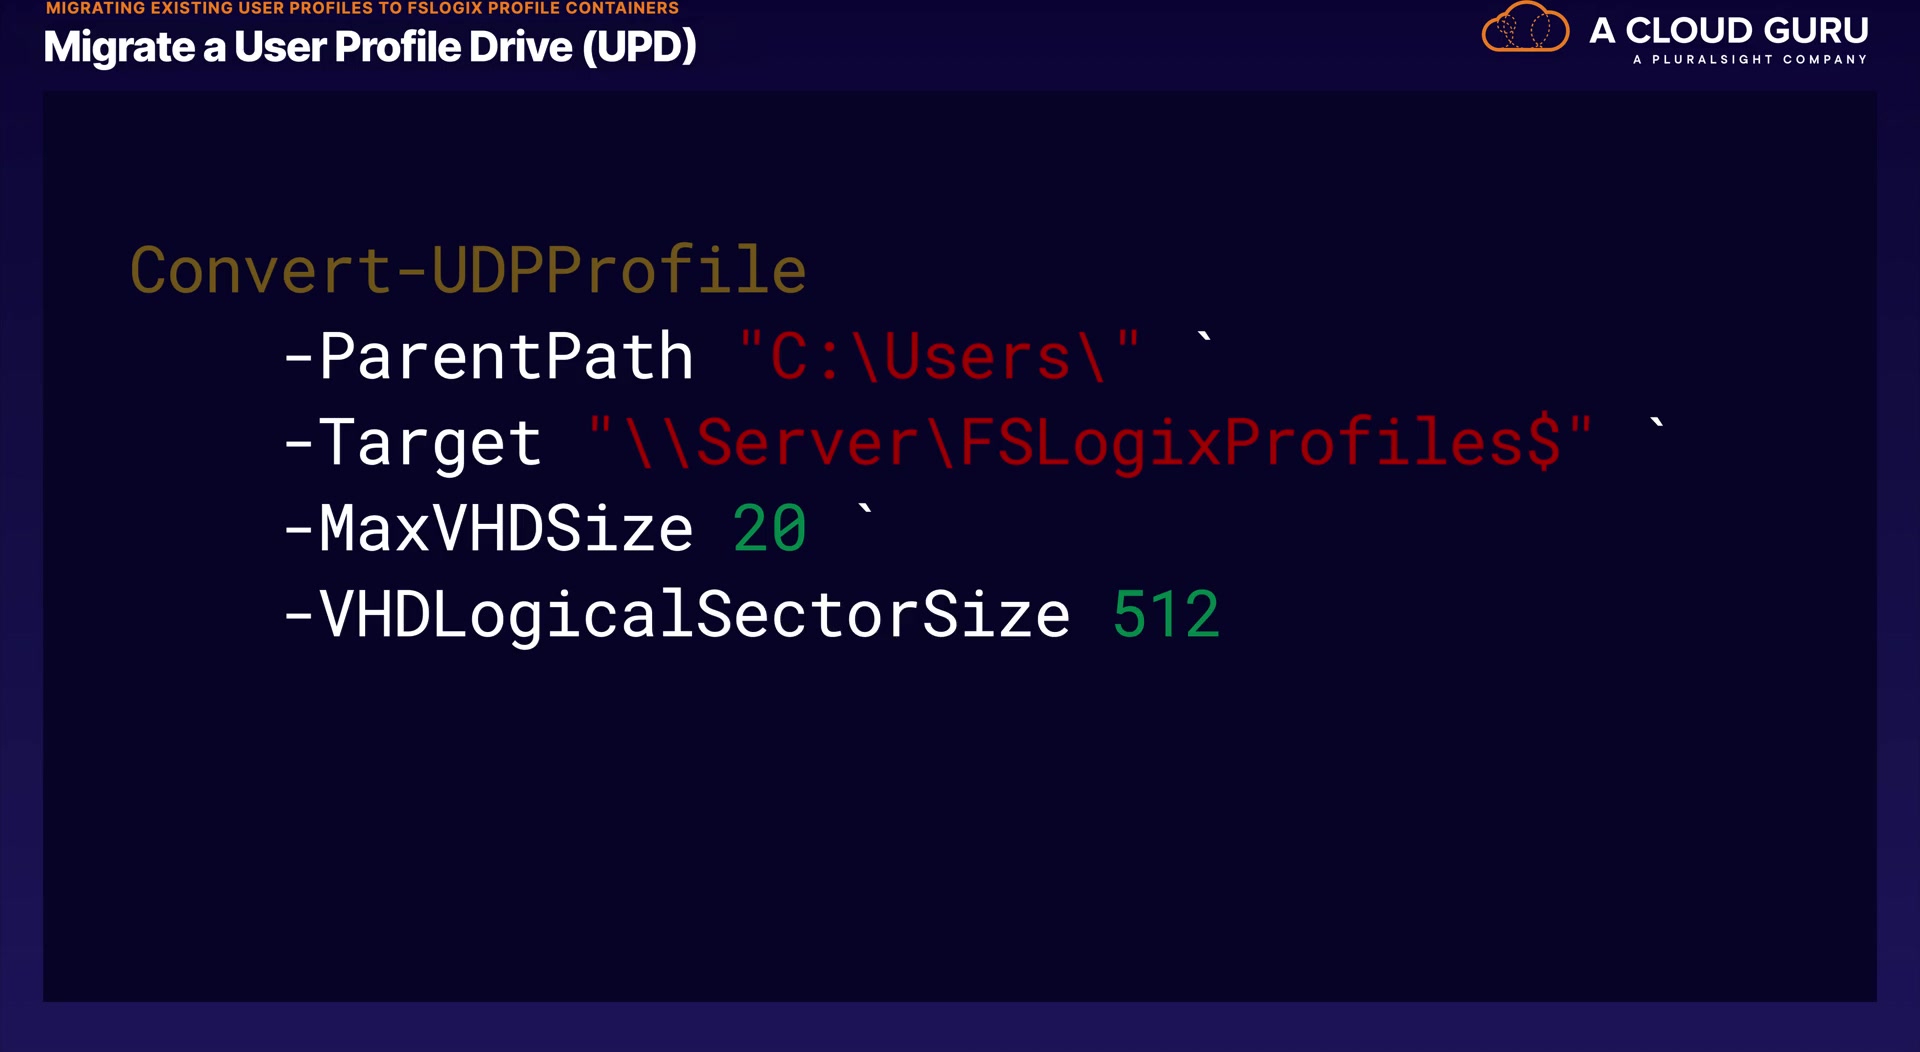 MIGRATING EXISTING USER PROFILES TO FSLOGIX PROFILE CONTAINERS
Migrate a User Profile Drive (UPD)
A CLOUD GURU
A PLURALSIGHT COMPANY
Convert-UDPProfile
-ParentPath "C:\Users\" `
-Target "\\Server\FSLogixProfiles$" `
-MaxVHDSize 20 `
-VHDLogicalSectorSize 512